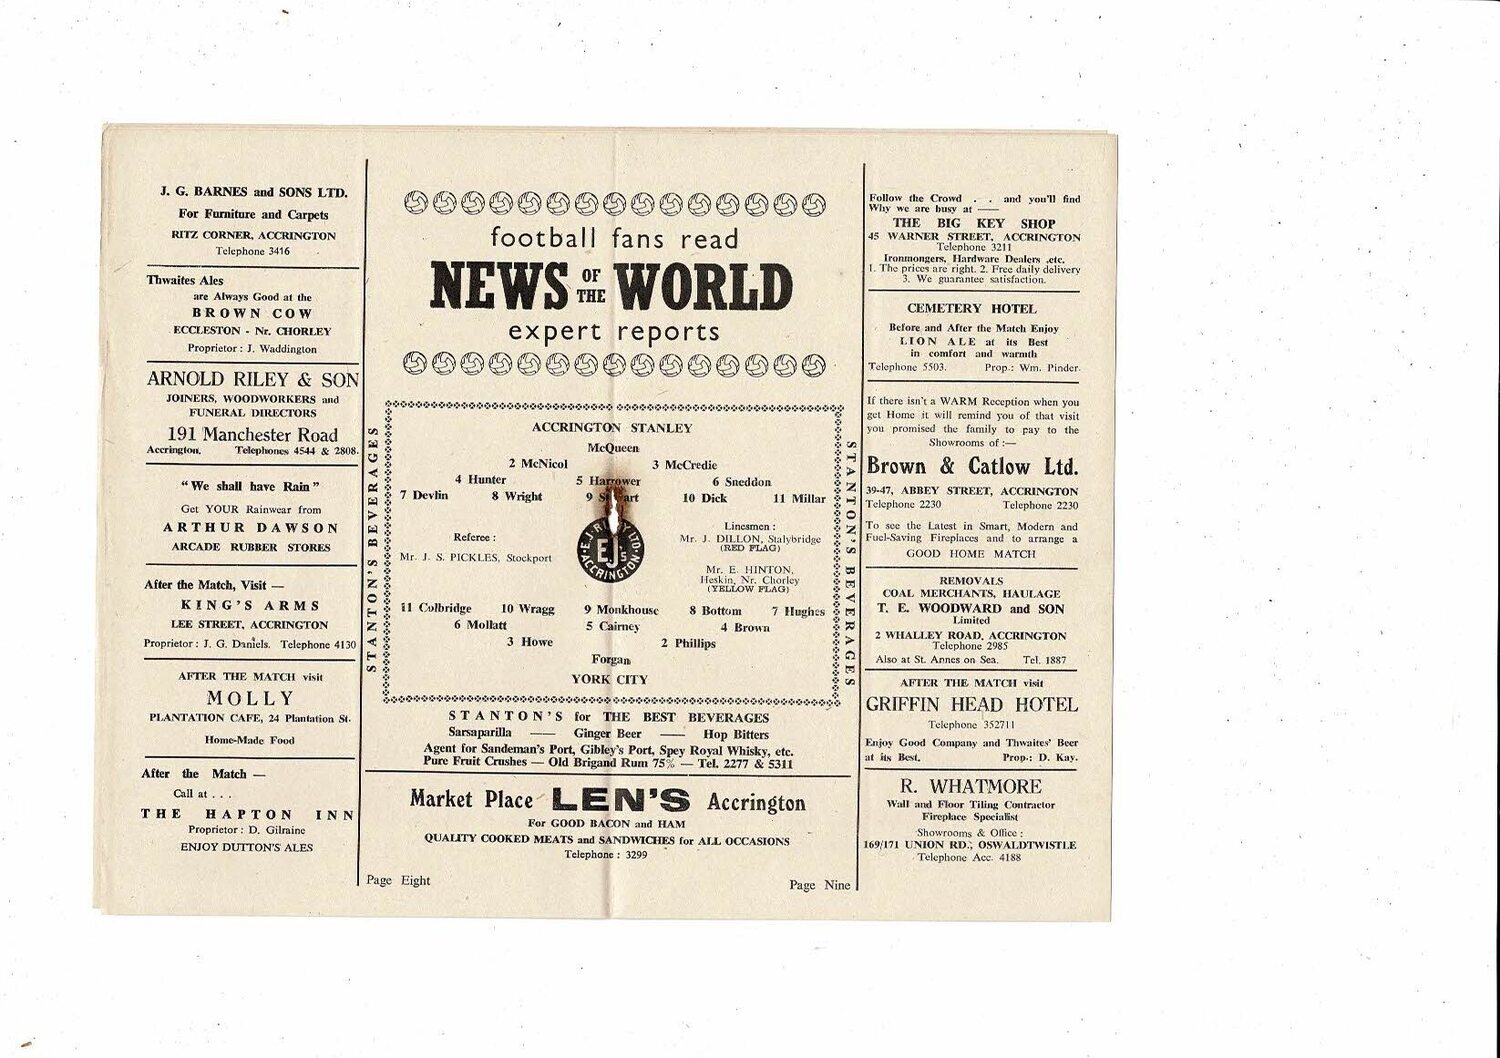 J. G. BARNES and SONS LTD.
For Furniture and Carpets
RITZ CORNER, ACCRINGTON
Telephone 3416
Thwaites Ales
are Always Good at the
BROWN COW
ECCLESTON - Nr. CHORLEY
Proprietor : J. Waddington
ARNOLD RILEY & SON
JOINERS, WOODWORKERS and
FUNERAL DIRECTORS
191 Manchester Road
Accrington. Telephones 4544 & 2808.
"We shall have Rain"
Get YOUR Rainwear from
ARTHUR DAWSON
ARCADE RUBBER STORES
After the Match, Visit —
KING'S ARMS
LEE STREET, ACCRINGTON
Proprietor : J. G. Daniels. Telephone 4130
AFTER THE MATCH visit
MOLLY
PLANTATION CAFE, 24 Plantation St.
Home-Made Food
After the Match —
Call at . . .
THE HAPTON INN
Proprietor : D. Gilraine
ENJOY DUTTON'S ALES
football fans read
NEWS OF THE WORLD
expert reports
STANTON'S BEVERAGES
ACCRINGTON STANLEY
McQueen
2 McNicol 3 McCredie
4 Hunter 5 Harrower 6 Sneddon
7 Devlin 8 Wright 9 10 Dick 11 Millar
Referee :
Mr. J. S. PICKLES, Stockport
E.J. RILEY LTD
EJ's
ACCRINGTON
Linesmen :
Mr. J. DILLON, Stalybridge
(RED FLAG)
Mr. E. HINTON,
Heskin, Nr. Chorley
(YELLOW FLAG)
11 Colbridge 10 Wragg 9 Monkhouse 8 Bottom 7 Hughes
6 Mollatt 5 Cairney 4 Brown
3 Howe 2 Phillips
Forgan
YORK CITY
STANTON'S BEVERAGES
STANTON'S for THE BEST BEVERAGES
Sarsaparilla — Ginger Beer — Hop Bitters
Agent for Sandeman's Port, Gibley's Port, Spey Royal Whisky, etc.
Pure Fruit Crushes — Old Brigand Rum 75% — Tel. 2277 & 5311
Market Place LEN'S Accrington
For GOOD BACON and HAM
QUALITY COOKED MEATS and SANDWICHES for ALL OCCASIONS
Telephone : 3299
Page Eight
Page Nine
Follow the Crowd . . and you'll find
Why we are busy at —
THE BIG KEY SHOP
45 WARNER STREET, ACCRINGTON
Telephone 3211
Ironmongers, Hardware Dealers ,etc.
1. The prices are right. 2. Free daily delivery
3. We guarantee satisfaction.
CEMETERY HOTEL
Before and After the Match Enjoy
LION ALE at its Best
in comfort and warmth
Telephone 5503. Prop.: Wm. Pinder.
If there isn't a WARM Reception when you
get Home it will remind you of that visit
you promised the family to pay to the
Showrooms of :—
Brown & Catlow Ltd.
39-47, ABBEY STREET, ACCRINGTON
Telephone 2230 Telephone 2230
To see the Latest in Smart, Modern and
Fuel-Saving Fireplaces and to arrange a
GOOD HOME MATCH
REMOVALS
COAL MERCHANTS, HAULAGE
T. E. WOODWARD and SON
Limited
2 WHALLEY ROAD, ACCRINGTON
Telephone 2985
Also at St. Annes on Sea. Tel. 1887
AFTER THE MATCH visit
GRIFFIN HEAD HOTEL
Telephone 352711
Enjoy Good Company and Thwaites' Beer
at its Best. Prop.: D. Kay.
R. WHATMORE
Wall and Floor Tiling Contractor
Fireplace Specialist
Showrooms & Office :
169/171 UNION RD., OSWALDTWISTLE
Telephone Acc. 4188